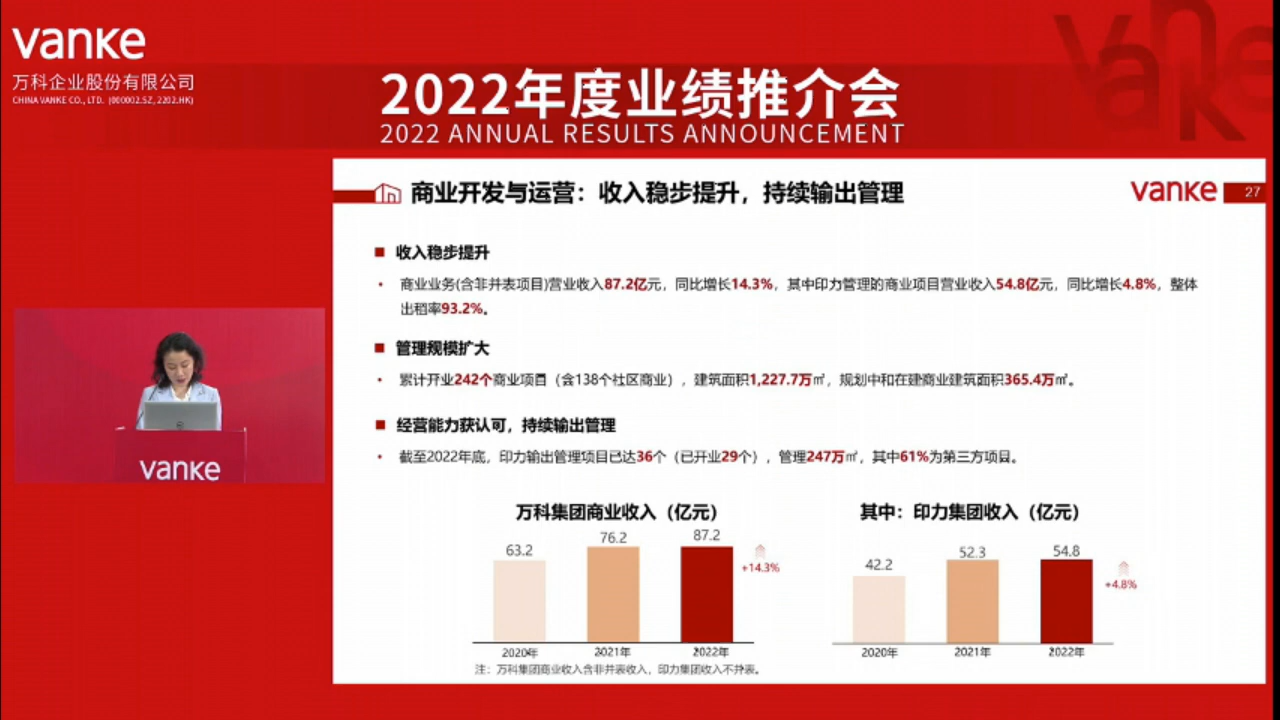 vanke
万科企业股份有限公司
CHINA VANKE CO., LTD. (000002.SZ, 2202.HK)
2022年度业绩推介会
2022 ANNUAL RESULTS ANNOUNCEMENT
vanke
商业开发与运营：收入稳步提升，持续输出管理
vanke
27
收入稳步提升
商业业务(含非并表项目)营业收入87.2亿元，同比增长14.3%，其中印力管理的商业项目营业收入54.8亿元，同比增长4.8%，整体
出租率93.2%。
管理规模扩大
累计开业242个商业项目（含138个社区商业），建筑面积1,227.7万㎡，规划中和在建商业建筑面积365.4万㎡。
经营能力获认可，持续输出管理
截至2022年底，印力输出管理项目已达36个（已开业29个），管理247万㎡，其中61%为第三方项目。
vanke
万科集团商业收入（亿元）
63.2
76.2
87.2
+14.3%
2020年
2021年
2022年
注：万科集团商业收入含非并表收入，印力集团收入不并表。
其中：印力集团收入（亿元）
42.2
52.3
54.8
+4.8%
2020年
2021年
2022年